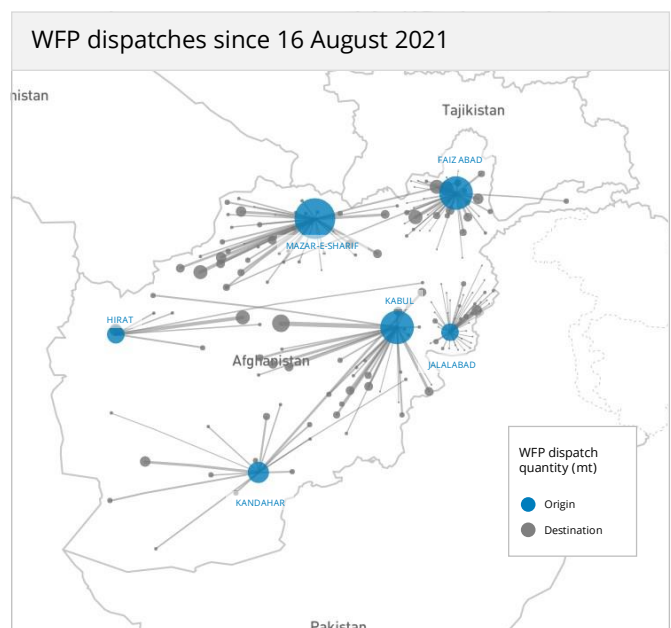 WFP dispatches since 16 August 2021
nistan
Tajikistan
FAIZ ABAD
MAZAR-E-SHARIF
KABUL
HIRAT
Afghanistan
JALALABAD
WFP dispatch
quantity (mt)
Origin
Destination
KANDAHAR
Pakistan